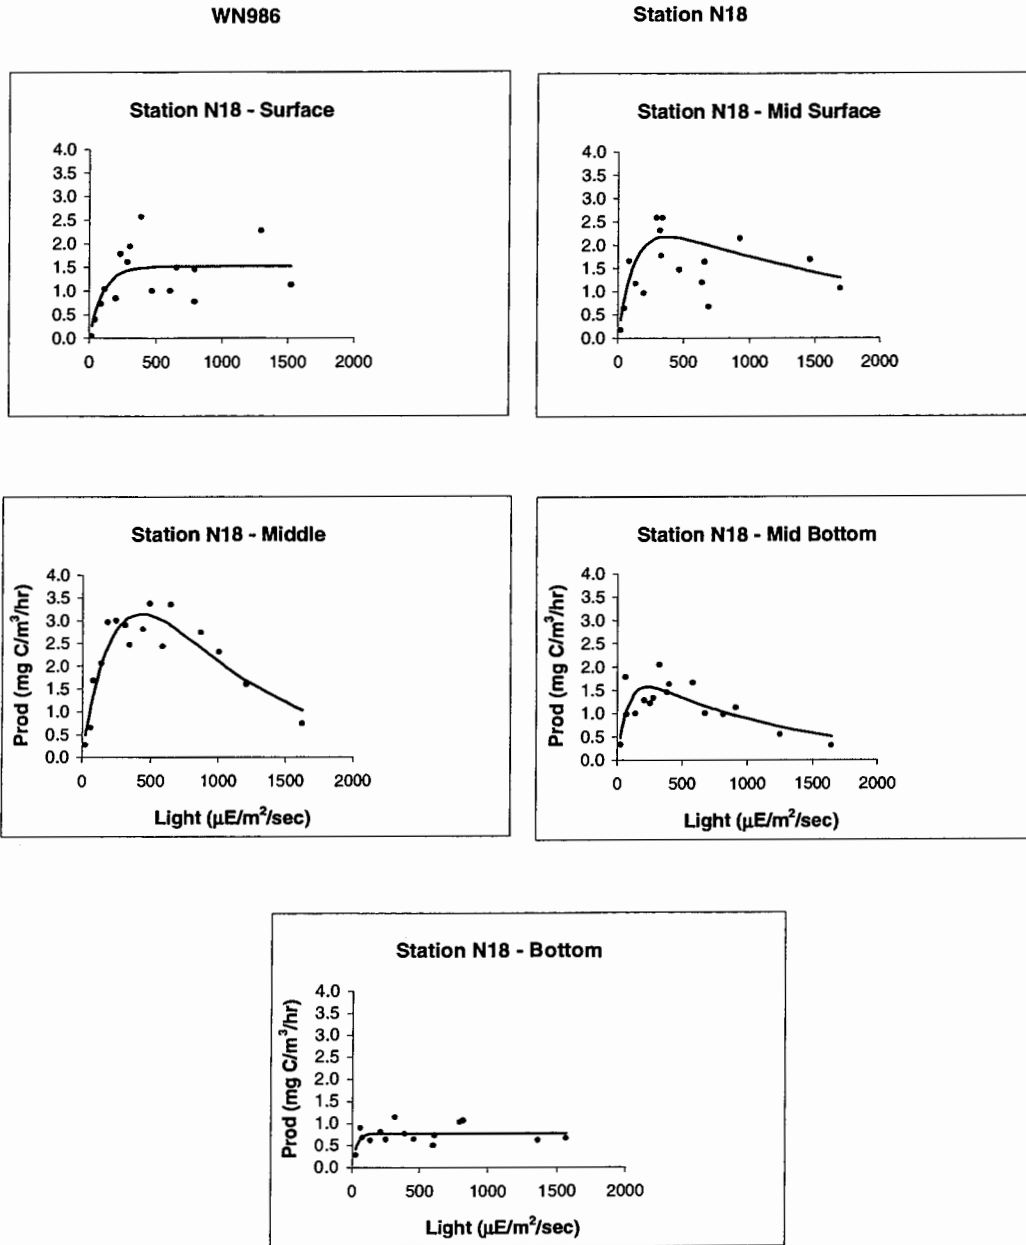 WN986 Station N18
Station N18 - Surface
4.0
3.5
3.0
2.5
2.0
1.5
1.0
0.5
0.0
0 500 1000 1500 2000
Station N18 - Mid Surface
4.0
3.5
3.0
2.5
2.0
1.5
1.0
0.5
0.0
0 500 1000 1500 2000
Station N18 - Middle
Prod (mg C/m³/hr)
4.0
3.5
3.0
2.5
2.0
1.5
1.0
0.5
0.0
0 500 1000 1500 2000
Light (µE/m²/sec)
Station N18 - Mid Bottom
Prod (mg C/m³/hr)
4.0
3.5
3.0
2.5
2.0
1.5
1.0
0.5
0.0
0 500 1000 1500 2000
Light (µE/m²/sec)
Station N18 - Bottom
Prod (mg C/m³/hr)
4.0
3.5
3.0
2.5
2.0
1.5
1.0
0.5
0.0
0 500 1000 1500 2000
Light (µE/m²/sec)